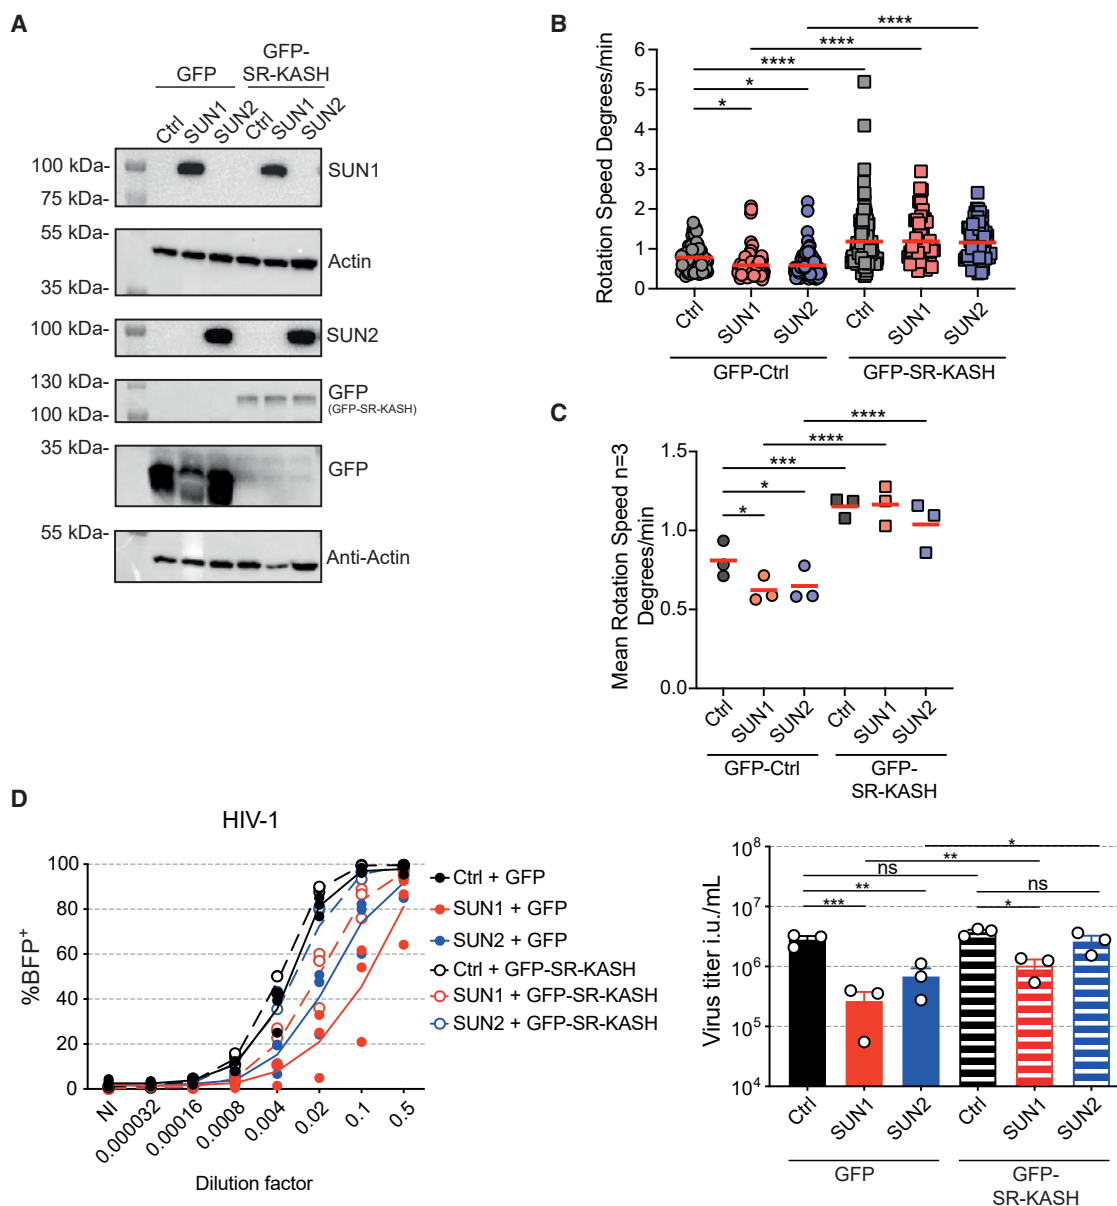 A
GFP
GFP-
SR-KASH
Ctrl
SUN1
SUN2
Ctrl
SUN1
SUN2
100 kDa-
75 kDa-
SUN1
55 kDa-
35 kDa-
Actin
100 kDa-
SUN2
130 kDa-
100 kDa-
GFP
(GFP-SR-KASH)
35 kDa-
GFP
55 kDa-
Anti-Actin
B
Rotation Speed Degrees/min
6
5
4
3
2
1
0
****
****
****
*
*
Ctrl
SUN1
SUN2
Ctrl
SUN1
SUN2
GFP-Ctrl
GFP-SR-KASH
C
Mean Rotation Speed n=3
Degrees/min
1.5
1.0
0.5
0.0
****
****
***
*
*
Ctrl
SUN1
SUN2
Ctrl
SUN1
SUN2
GFP-Ctrl
GFP-
SR-KASH
D
HIV-1
%BFP+
100
80
60
40
20
0
NI
0.000032
0.00016
0.0008
0.004
0.02
0.1
0.5
Dilution factor
Ctrl + GFP
SUN1 + GFP
SUN2 + GFP
Ctrl + GFP-SR-KASH
SUN1 + GFP-SR-KASH
SUN2 + GFP-SR-KASH
Virus titer i.u./mL
10^8
10^7
10^6
10^5
10^4
*
**
ns
ns
**
***
*
Ctrl
SUN1
SUN2
Ctrl
SUN1
SUN2
GFP
GFP-
SR-KASH